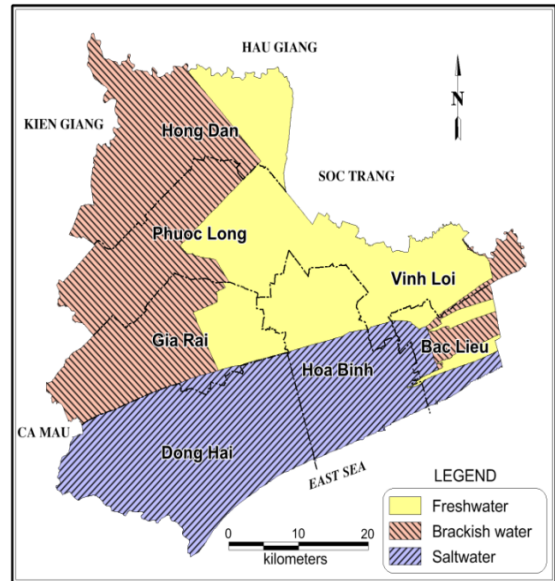 HAU GIANG
N
KIEN GIANG
Hong Dan
SOC TRANG
Phuoc Long
Vinh Loi
Gia Rai
Bac Lieu
Hoa Binh
CA MAU
Dong Hai
EAST SEA
LEGEND
Freshwater
Brackish water
Saltwater
0 10 20
kilometers